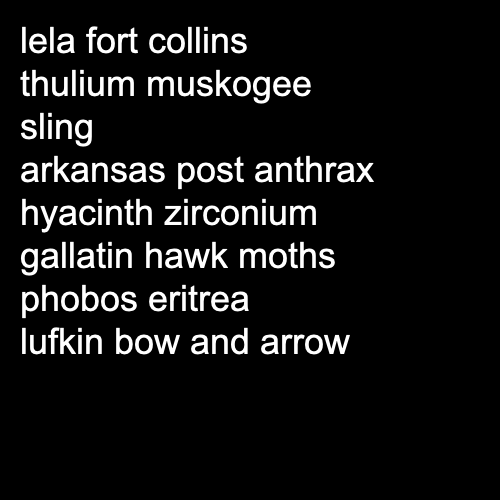 lela fort collins
thulium muskogee
sling
arkansas post anthrax
hyacinth zirconium
gallatin hawk moths
phobos eritrea
lufkin bow and arrow